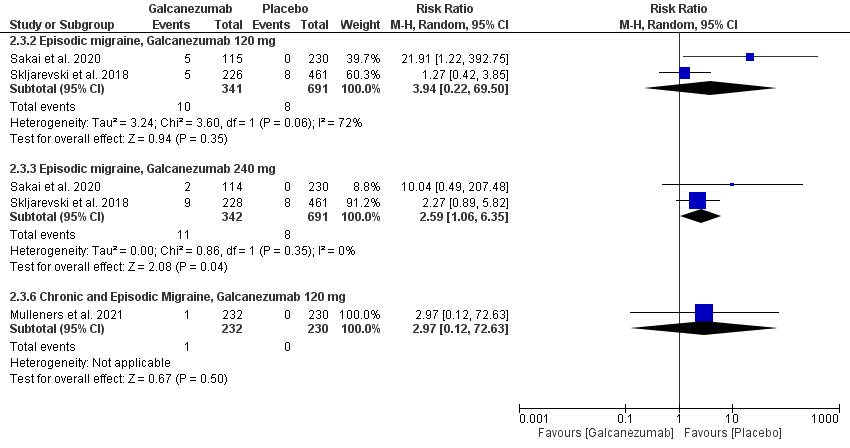 Galcanezumab Placebo Risk Ratio Risk Ratio
Study or Subgroup Events Total Events Total Weight M-H, Random, 95% CI M-H, Random, 95% CI
2.3.2 Episodic migraine, Galcanezumab 120 mg
Sakai et al. 2020 5 115 0 230 39.7% 21.91 [1.22, 392.75]
Skljarevski et al. 2018 5 226 8 461 60.3% 1.27 [0.42, 3.85]
Subtotal (95% CI) 341 691 100.0% 3.94 [0.22, 69.50]
Total events 10 8
Heterogeneity: Tau² = 3.24; Chi² = 3.60, df = 1 (P = 0.06); I² = 72%
Test for overall effect: Z = 0.94 (P = 0.35)
2.3.3 Episodic migraine, Galcanezumab 240 mg
Sakai et al. 2020 2 114 0 230 8.8% 10.04 [0.49, 207.48]
Skljarevski et al. 2018 9 228 8 461 91.2% 2.27 [0.89, 5.82]
Subtotal (95% CI) 342 691 100.0% 2.59 [1.06, 6.35]
Total events 11 8
Heterogeneity: Tau² = 0.00; Chi² = 0.86, df = 1 (P = 0.35); I² = 0%
Test for overall effect: Z = 2.08 (P = 0.04)
2.3.6 Chronic and Episodic Migraine, Galcanezumab 120 mg
Mulleners et al. 2021 1 232 0 230 100.0% 2.97 [0.12, 72.63]
Subtotal (95% CI) 232 230 100.0% 2.97 [0.12, 72.63]
Total events 1 0
Heterogeneity: Not applicable
Test for overall effect: Z = 0.67 (P = 0.50)
0.001 0.1 1 10 1000
Favours [Galcanezumab] Favours [Placebo]